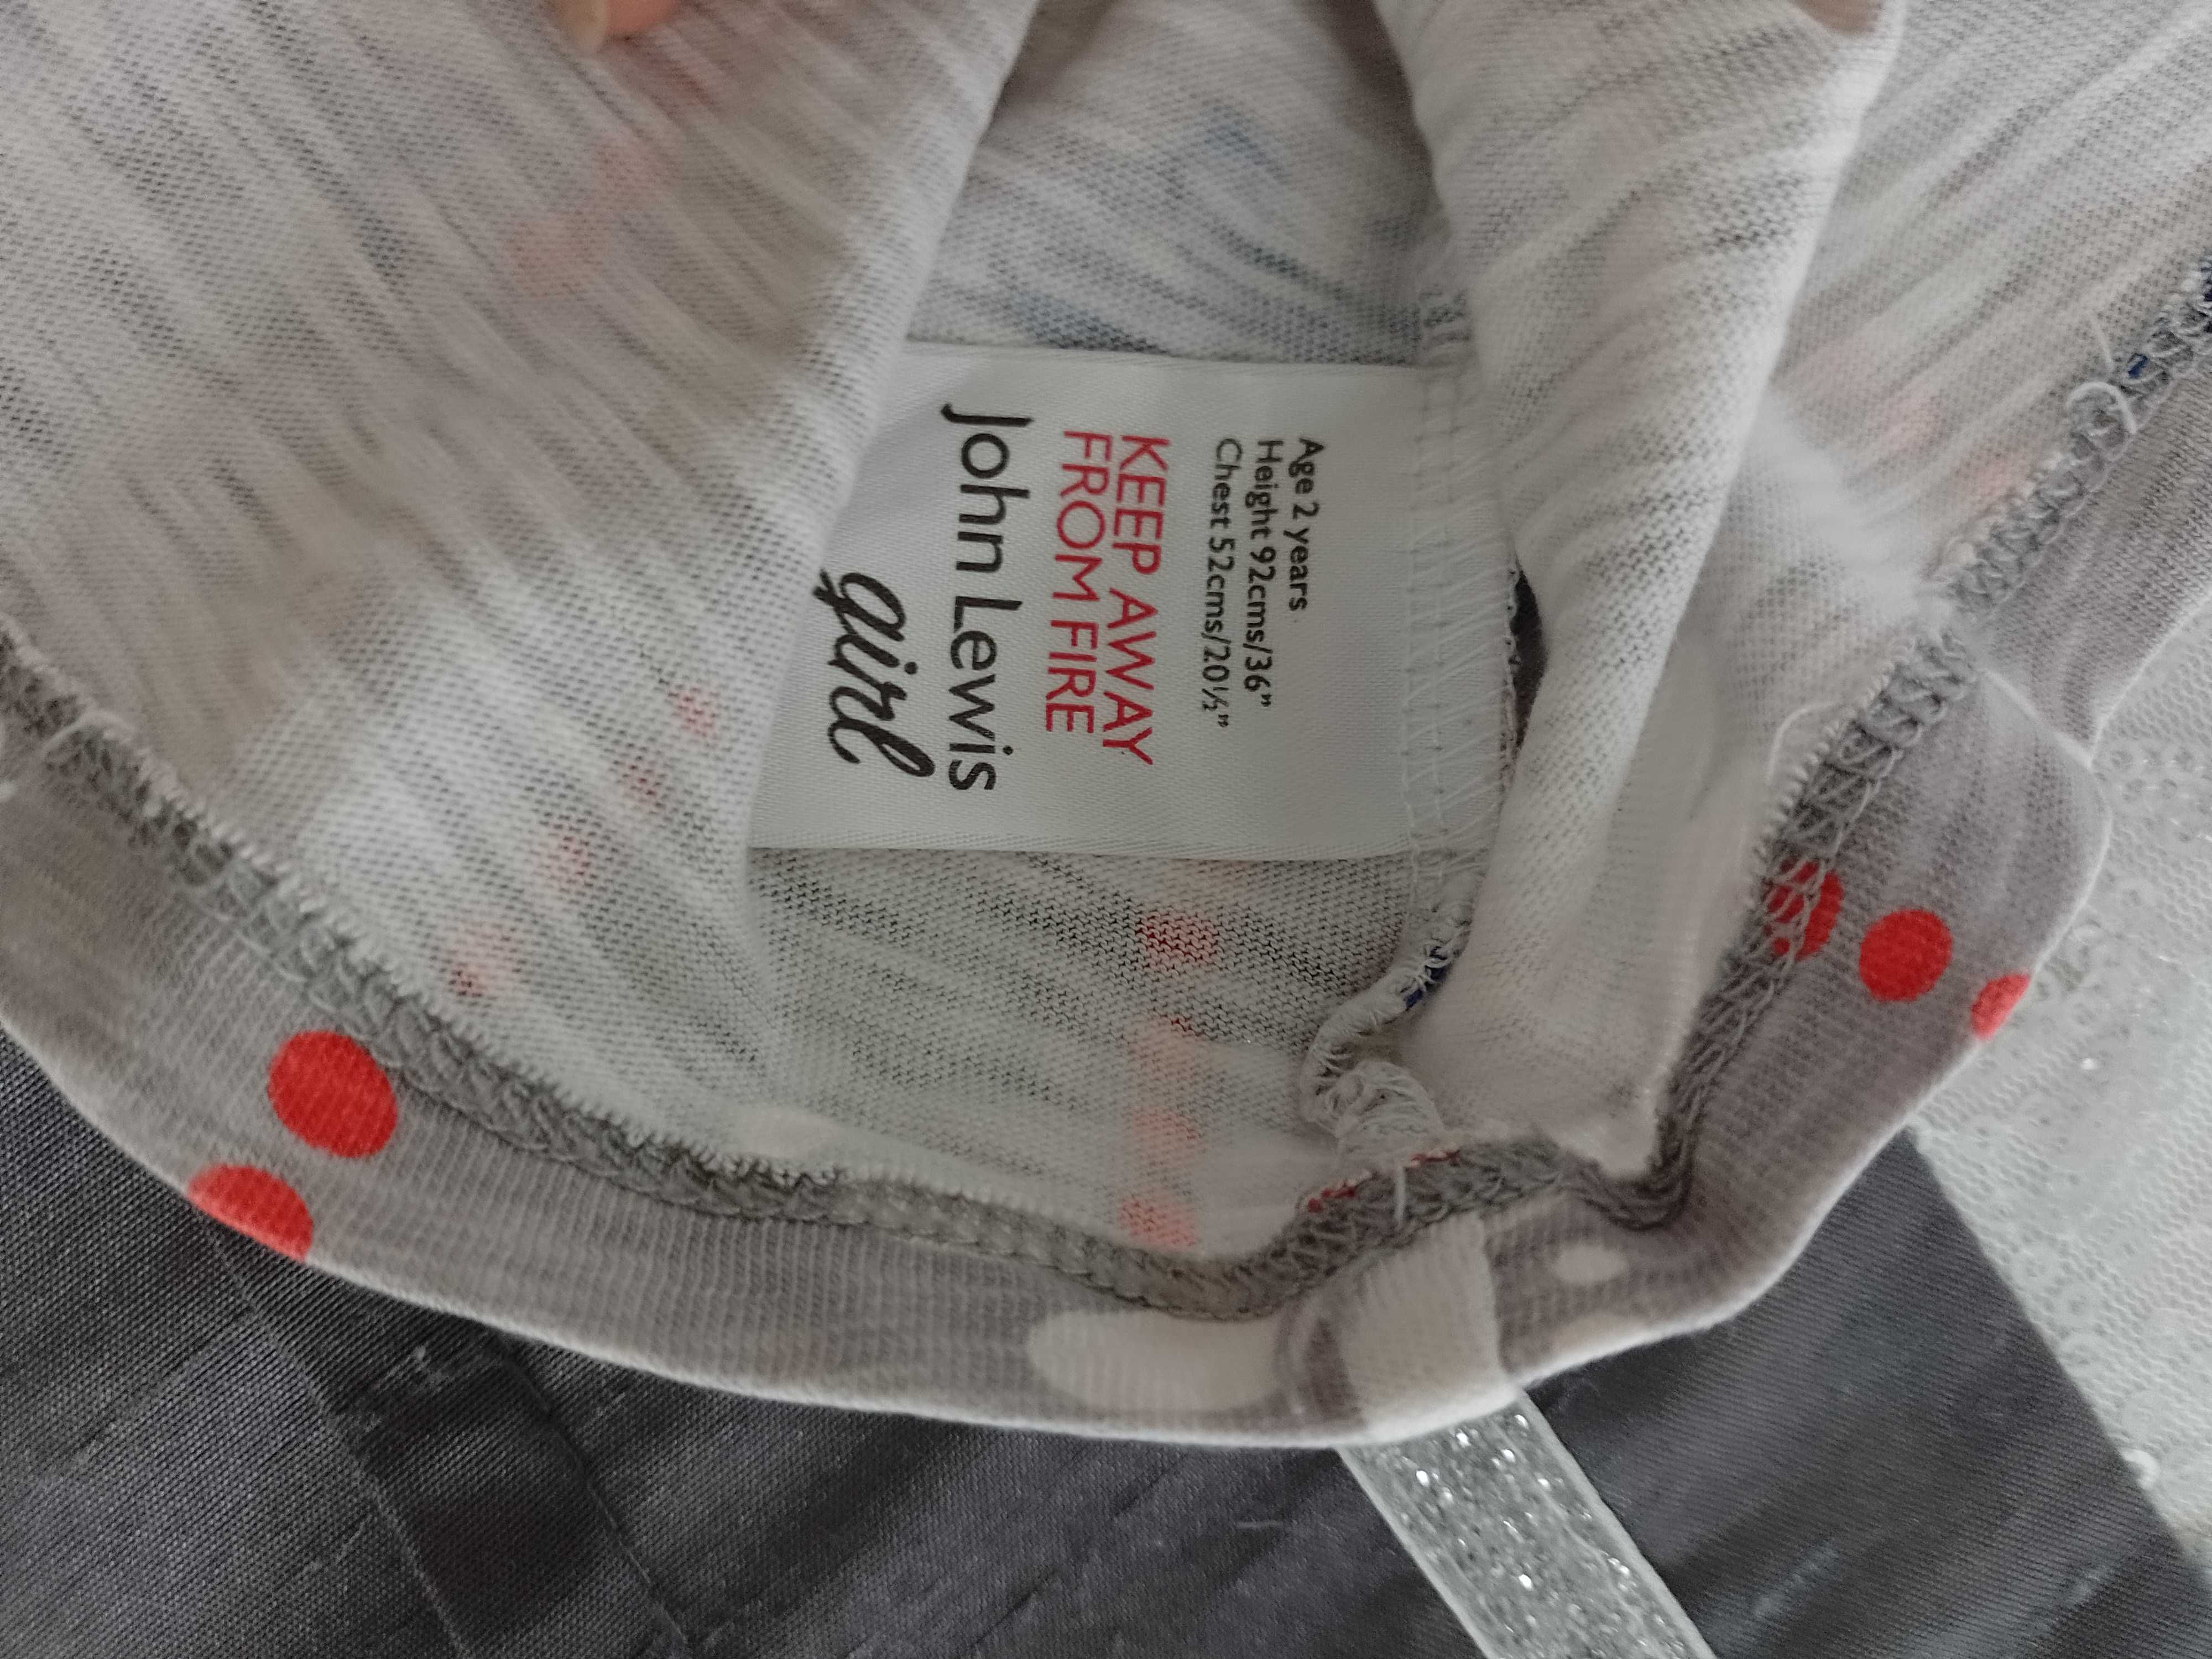 Age 2 years
Height 92cms/36"
Chest 52cms/20½"
KEEP AWAY
FROM FIRE
John Lewis
girl